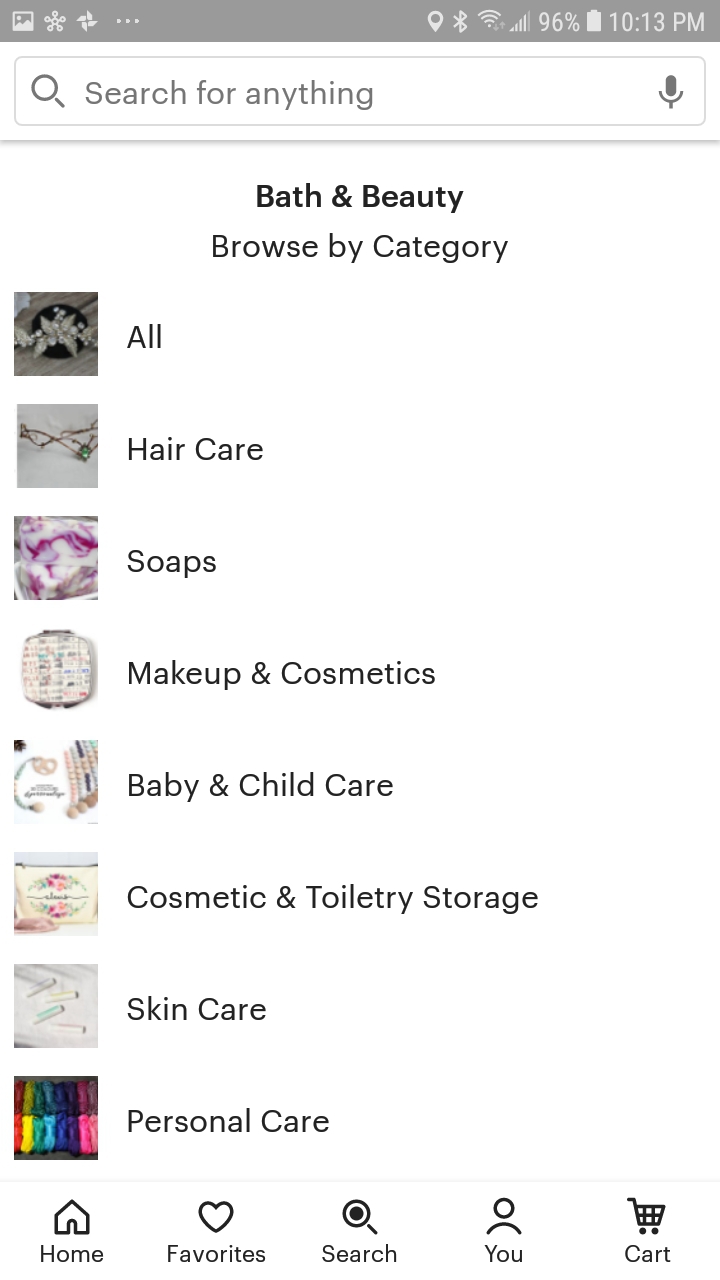 96% 10:13 PM
Search for anything
Bath & Beauty
Browse by Category
All
Hair Care
Soaps
Makeup & Cosmetics
Baby & Child Care
Cosmetic & Toiletry Storage
Skin Care
Personal Care
Home Favorites Search You Cart